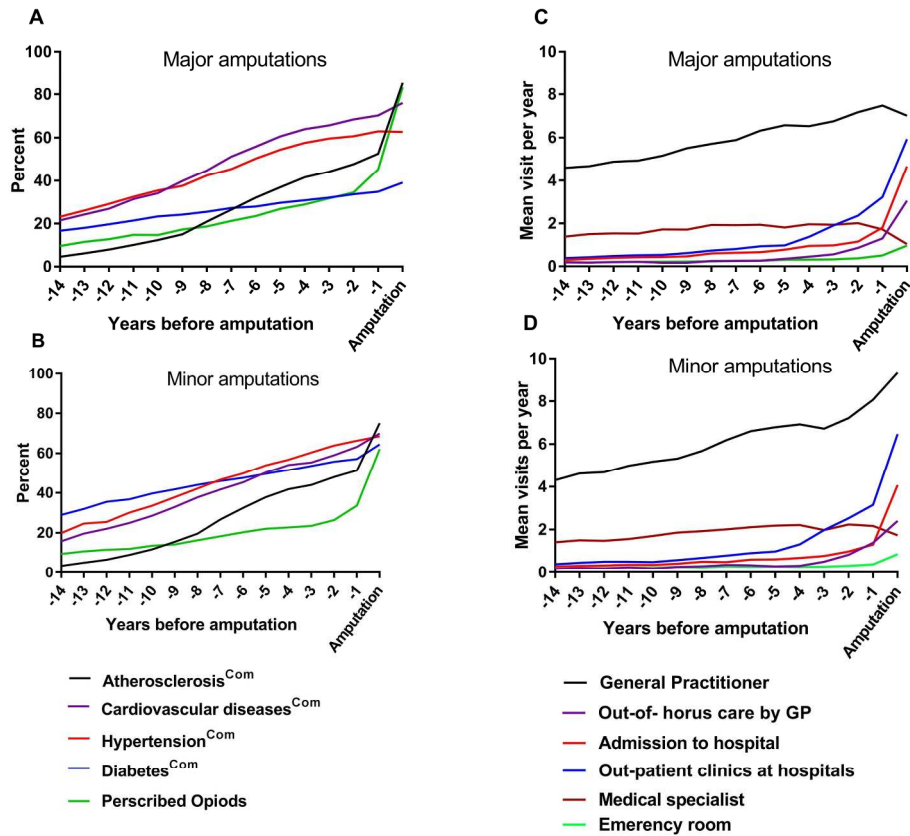 A
Major amputations
Percent
100
80
60
40
20
0
-14 -13 -12 -11 -10 -9 -8 -7 -6 -5 -4 -3 -2 -1 Amputation
Years before amputation
B
Minor amputations
Percent
100
80
60
40
20
0
-14 -13 -12 -11 -10 -9 -8 -7 -6 -5 -4 -3 -2 -1 Amputation
Years before amputation
Atherosclerosis Com
Cardiovascular diseases Com
Hypertension Com
Diabetes Com
Perscribed Opiods
C
Major amputations
Mean visit per year
10
8
6
4
2
0
-14 -13 -12 -11 -10 -9 -8 -7 -6 -5 -4 -3 -2 -1 Amputation
Years before amputation
D
Minor amputations
Mean visits per year
10
8
6
4
2
0
-14 -13 -12 -11 -10 -9 -8 -7 -6 -5 -4 -3 -2 -1 Amputation
Years before amputation
General Practitioner
Out-of- horus care by GP
Admission to hospital
Out-patient clinics at hospitals
Medical specialist
Emerency room